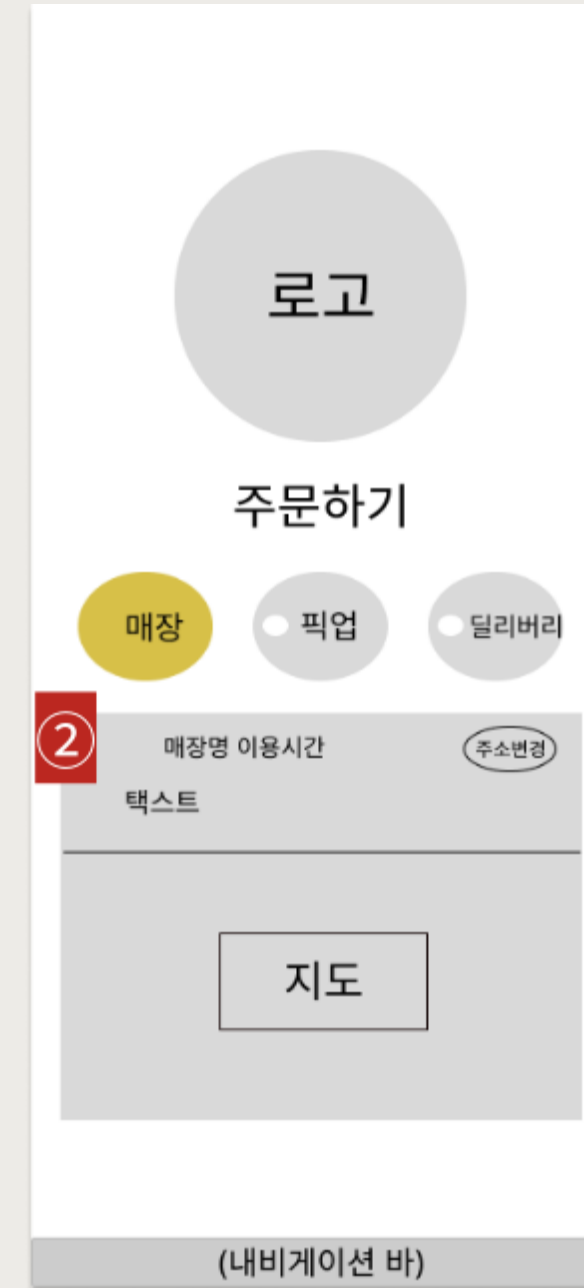 로고
주문하기
매장 픽업 딜리버리
②
매장명 이용시간 주소변경
택스트
지도
(내비게이션 바)